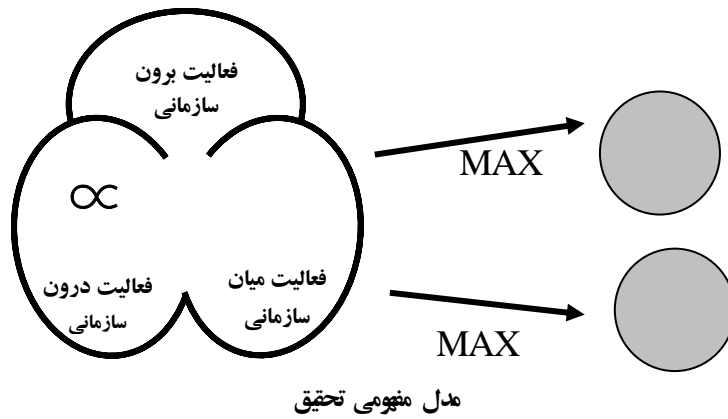 فعالیت برون
سازمانی
MAX
∝
فعالیت میان
سازمانی
فعالیت درون
سازمانی
MAX
مدل مفهومی تحقیق